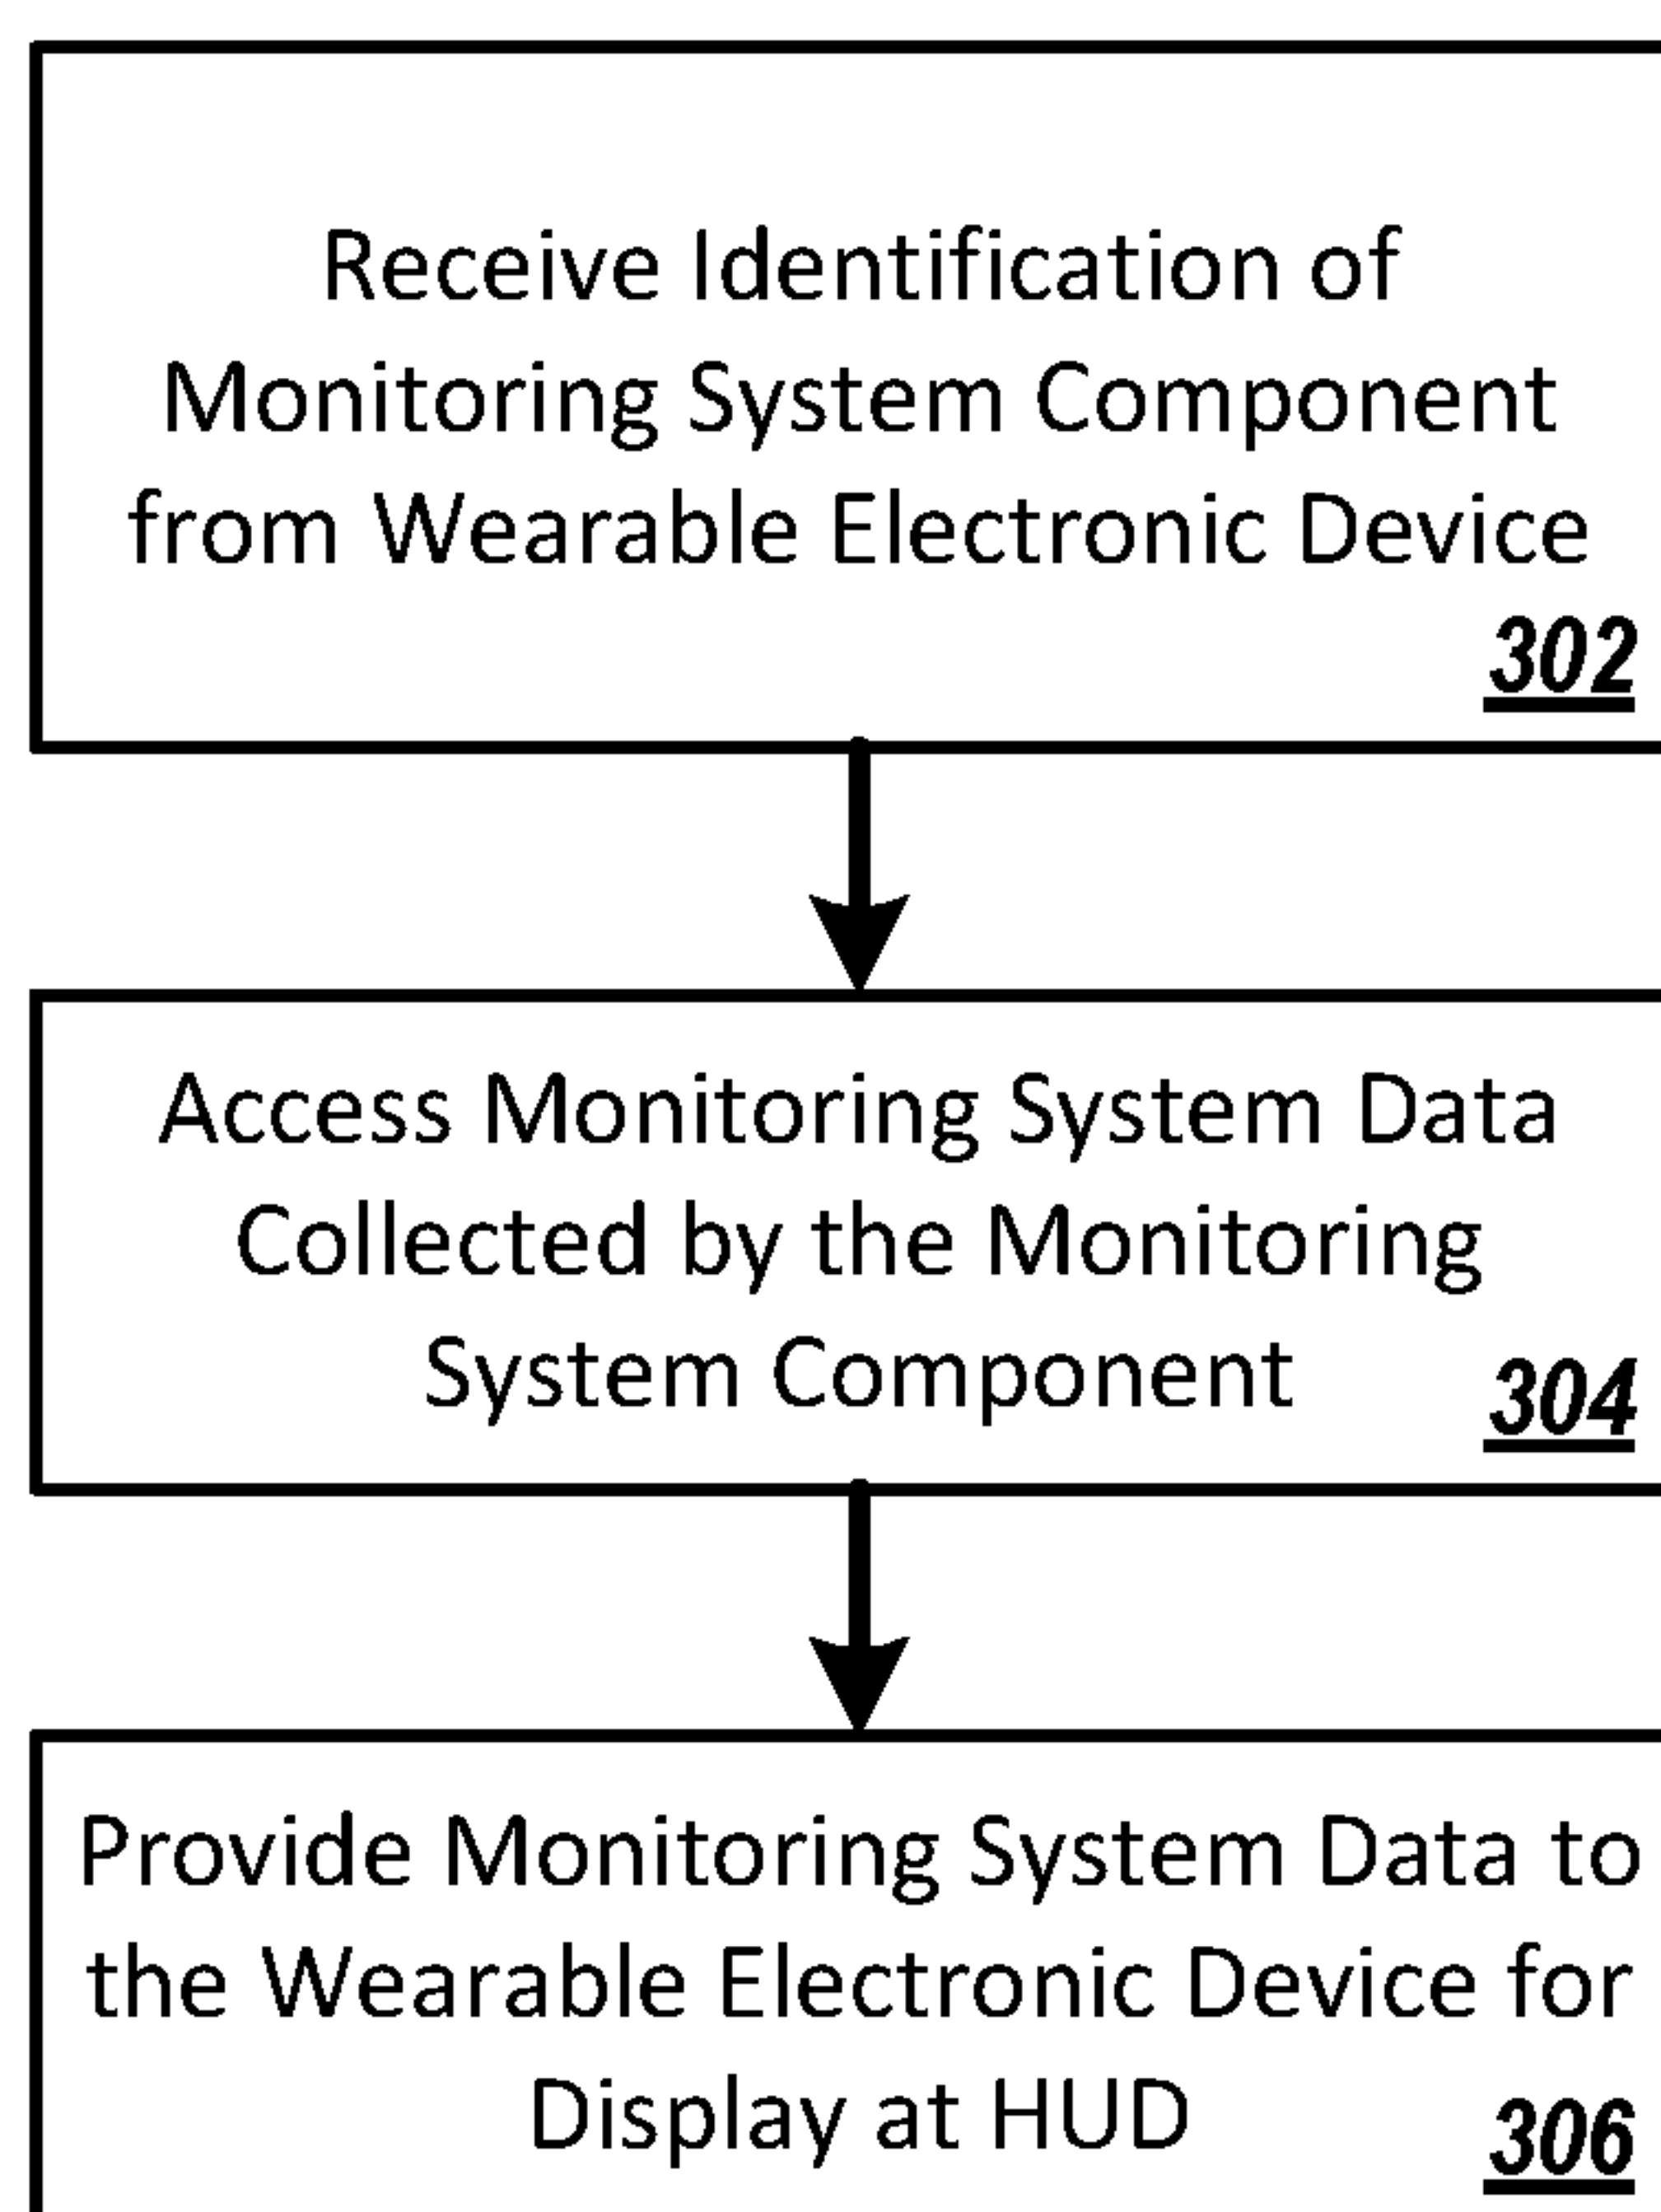 Receive Identification of
Monitoring System Component
from Wearable Electronic Device
302
Access Monitoring System Data
Collected by the Monitoring
System Component
304
Provide Monitoring System Data to
the Wearable Electronic Device for
Display at HUD
306